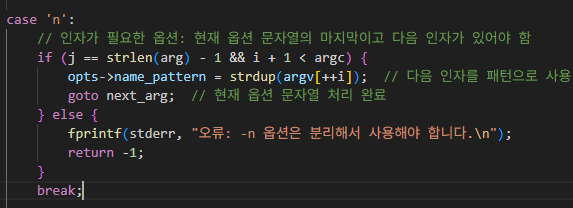 case 'n':
// 인자가 필요한 옵션: 현재 옵션 문자열의 마지막이고 다음 인자가 있어야 함
if (j == strlen(arg) - 1 && i + 1 < argc) {
opts->name_pattern = strdup(argv[++i]); // 다음 인자를 패턴으로 사용
goto next_arg; // 현재 옵션 문자열 처리 완료
} else {
fprintf(stderr, "오류: -n 옵션은 분리해서 사용해야 합니다.\n");
return -1;
}
break;